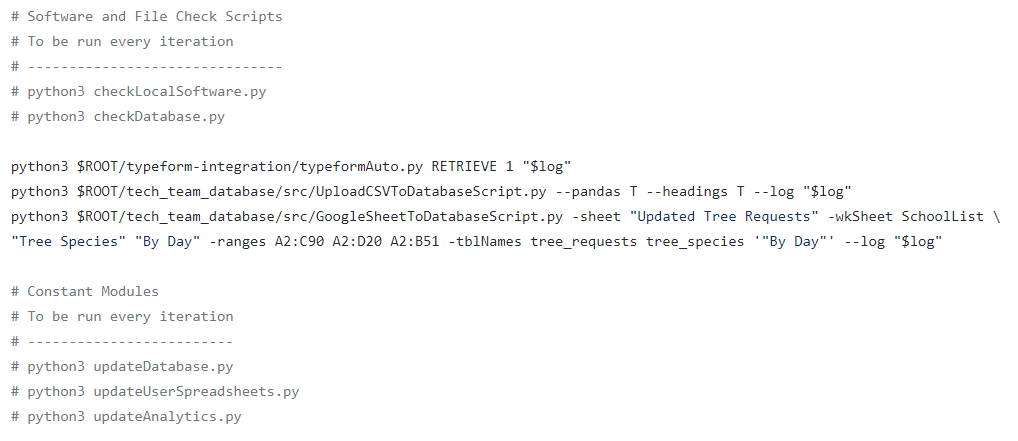 # Software and File Check Scripts
# To be run every iteration
# -------------------------------
# python3 checkLocalSoftware.py
# python3 checkDatabase.py
python3 $ROOT/typeform-integration/typeformAuto.py RETRIEVE 1 "$log"
python3 $ROOT/tech_team_database/src/UploadCSVToDatabaseScript.py --pandas T --headings T --log "$log"
python3 $ROOT/tech_team_database/src/GoogleSheetToDatabaseScript.py -sheet "Updated Tree Requests" -wkSheet SchoolList \
"Tree Species" "By Day" -ranges A2:C90 A2:D20 A2:B51 -tblNames tree_requests tree_species '"By Day"' --log "$log"
# Constant Modules
# To be run every iteration
# -------------------------
# python3 updateDatabase.py
# python3 updateUserSpreadsheets.py
# python3 updateAnalytics.py